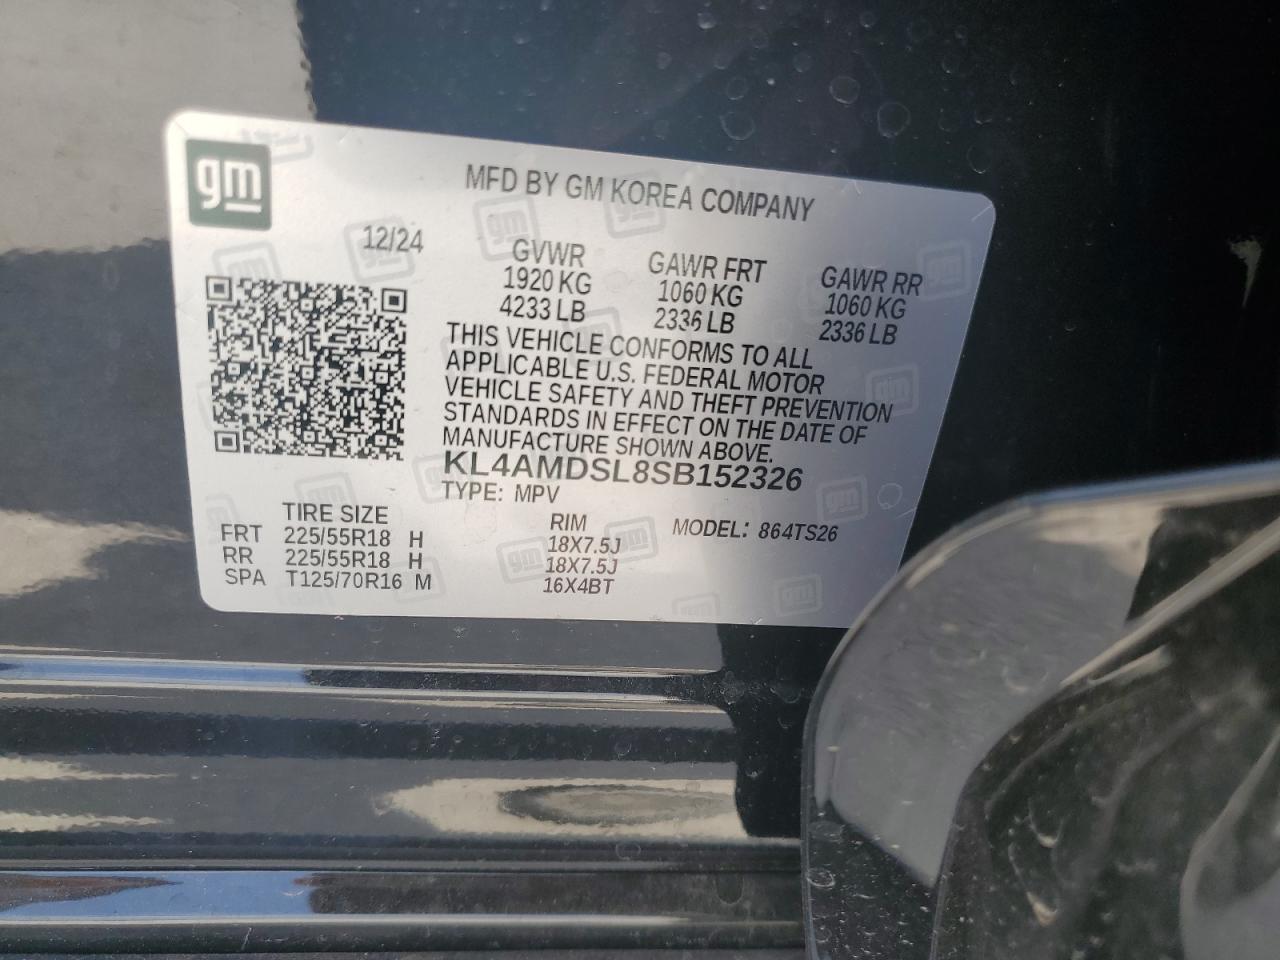 gm
MFD BY GM KOREA COMPANY
12/24
GVWR GAWR FRT GAWR RR
1920 KG 1060 KG 1060 KG
4233 LB 2336 LB 2336 LB
THIS VEHICLE CONFORMS TO ALL
APPLICABLE U.S. FEDERAL MOTOR
VEHICLE SAFETY AND THEFT PREVENTION
STANDARDS IN EFFECT ON THE DATE OF
MANUFACTURE SHOWN ABOVE.
KL4AMDSL8SB152326
TYPE: MPV
TIRE SIZE RIM MODEL: 864TS26
FRT 225/55R18 H 18X7.5J
RR 225/55R18 H 18X7.5J
SPA T125/70R16 M 16X4BT